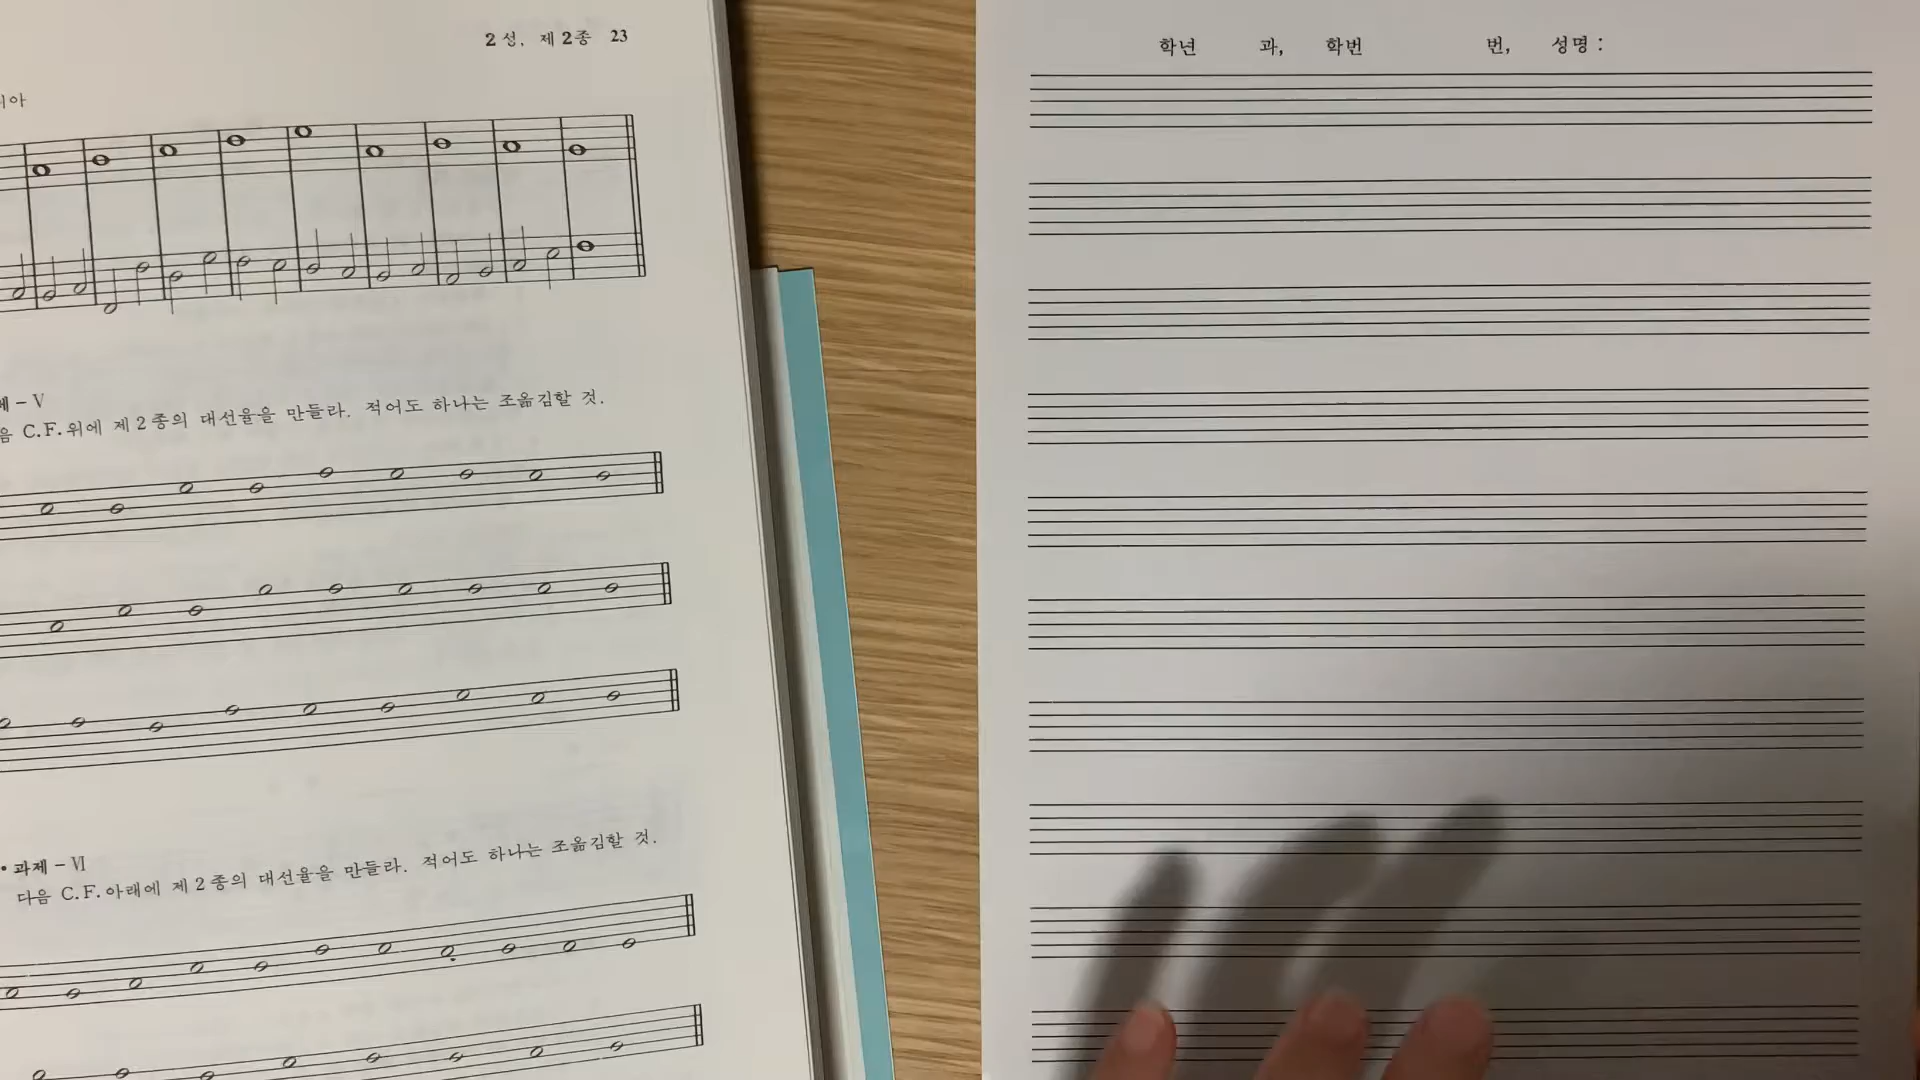 2성, 제2종 23
과제 – V
C.F.위에 제2종의 대선율을 만들라. 적어도 하나는 조옮김할 것.
• 과제 – Ⅵ
다음 C.F.아래에 제2종의 대선율을 만들라. 적어도 하나는 조옮김할 것.
학년 과, 학번 번, 성명 :